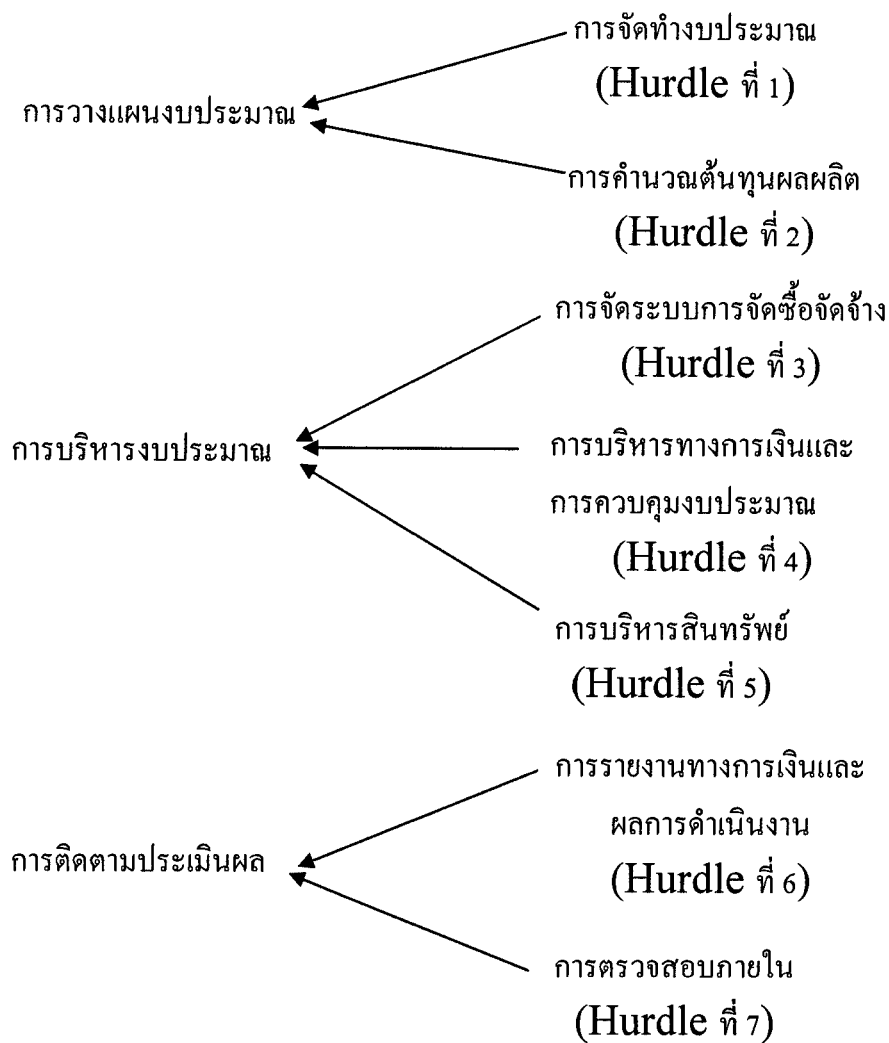 การจัดทำงบประมาณ
(Hurdle ที่ 1)
การวางแผนงบประมาณ
การคำนวณต้นทุนผลผลิต
(Hurdle ที่ 2)
การจัดระบบการจัดซื้อจัดจ้าง
(Hurdle ที่ 3)
การบริหารงบประมาณ
การบริหารทางการเงินและ
การควบคุมงบประมาณ
(Hurdle ที่ 4)
การบริหารสินทรัพย์
(Hurdle ที่ 5)
การรายงานทางการเงินและ
ผลการดำเนินงาน
(Hurdle ที่ 6)
การติดตามประเมินผล
การตรวจสอบภายใน
(Hurdle ที่ 7)